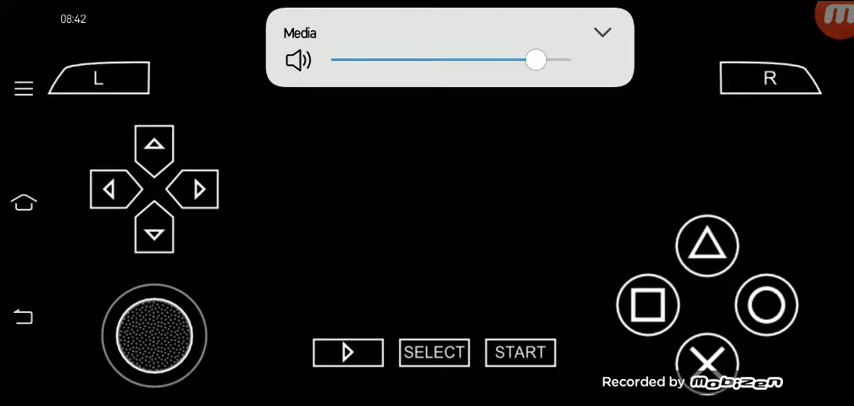 08:42
Media
L
R
SELECT
START
Recorded by mobizen